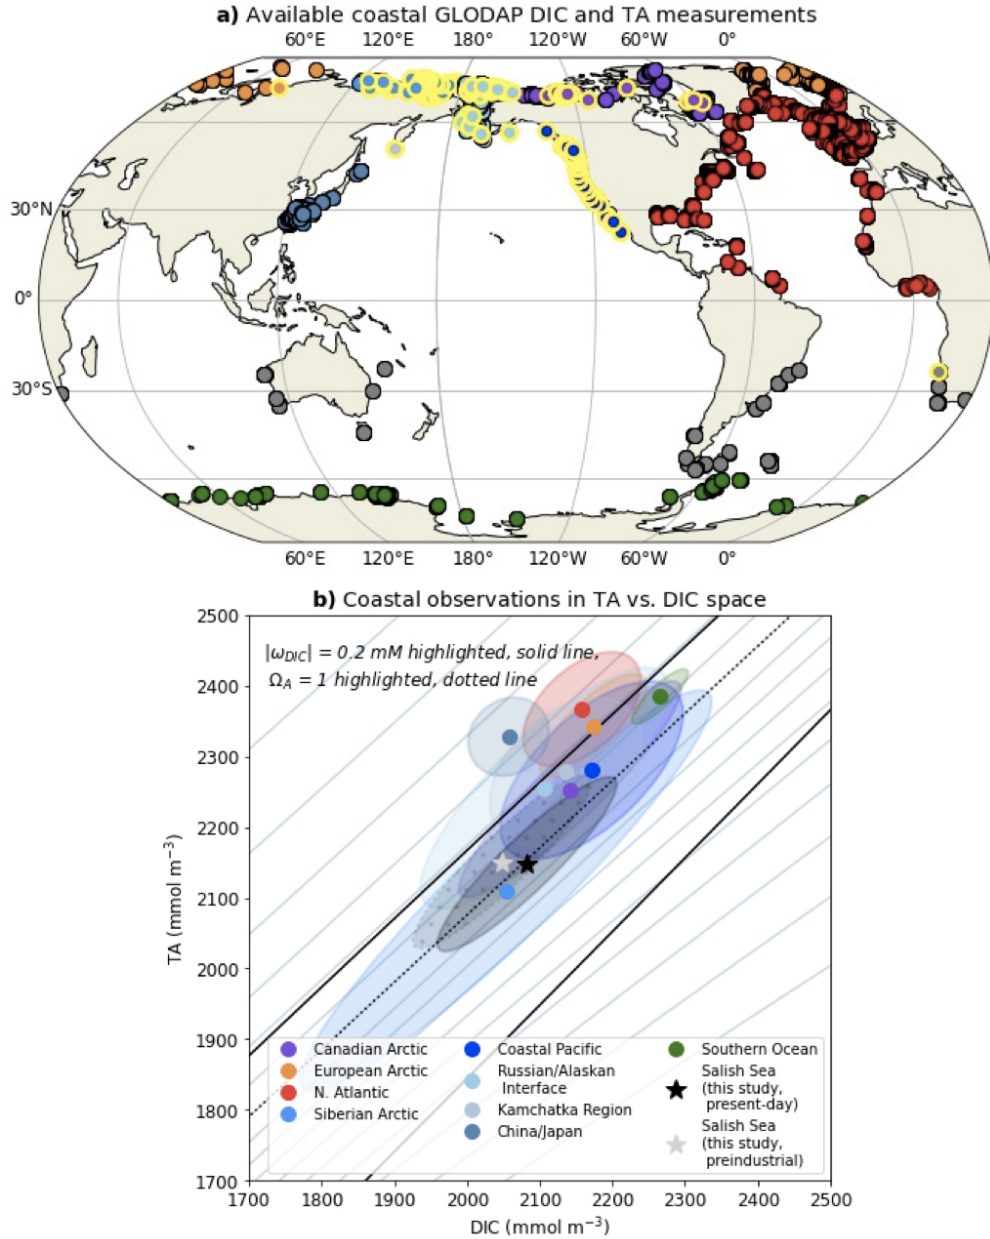 a) Available coastal GLODAP DIC and TA measurements
60°E 120°E 180° 120°W 60°W 0°
30°N
0°
30°S
60°E 120°E 180° 120°W 60°W 0°
b) Coastal observations in TA vs. DIC space
|ω_DIC| = 0.2 mM highlighted, solid line,
Ω_A = 1 highlighted, dotted line
2500
2400
2300
2200
2100
2000
1900
1800
1700
TA (mmol m⁻³)
Canadian Arctic
European Arctic
N. Atlantic
Siberian Arctic
Coastal Pacific
Russian/Alaskan
Interface
Kamchatka Region
China/Japan
Southern Ocean
Salish Sea
(this study,
present-day)
Salish Sea
(this study,
preindustrial)
1700 1800 1900 2000 2100 2200 2300 2400 2500
DIC (mmol m⁻³)